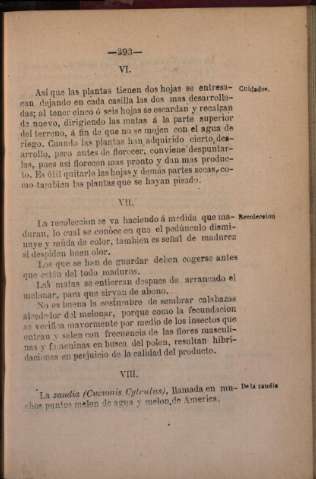 —393—
VI.
Así que las plantas tienen dos hojas se entresa- Cuidados.
can dejando en cada casilla las dos mas desarrolla-
das; al tener cinco ó seis hojas se escardan y recalzan
de nuevo, dirigiendo las matas á la parte superior
del terreno, á fin de que no se mojen con el agua de
riego. Cuando las plantas han adquirido cierto des-
arrollo, pero antes de florecer, conviene despuntar-
las, pues así florecen mas pronto y dan mas produc-
to. Es útil quitarle las hojas y demás partes secas, co-
mo tambien las plantas que se hayan pisado.
VII.
La recoleccion se va haciendo á medida que ma- Recoleccion
duran, lo cual se conoce en que el pedúnculo dismi-
nuye y muda de color, tambien es señal de madurez
si despiden buen olor.
Los que se han de guardar deben cogerse antes
que estén del todo maduros.
Las matas se entierran despues de arrancado el
melonar, para que sirvan de abono.
No es buena la costumbre de sembrar calabazas
alrededor del melonar, porque como la fecundacion
se verifica mayormente por medio de los insectos que
entran y salen con frecuencia de las flores masculi-
nas y femeninas en busca del polen, resultan hibri-
daciones en perjuicio de la calidad del producto.
VIII.
La sandía (Cucumis Cytrulus), llamada en mu- De la sandía
chos puntos melon de agua y melon de America,